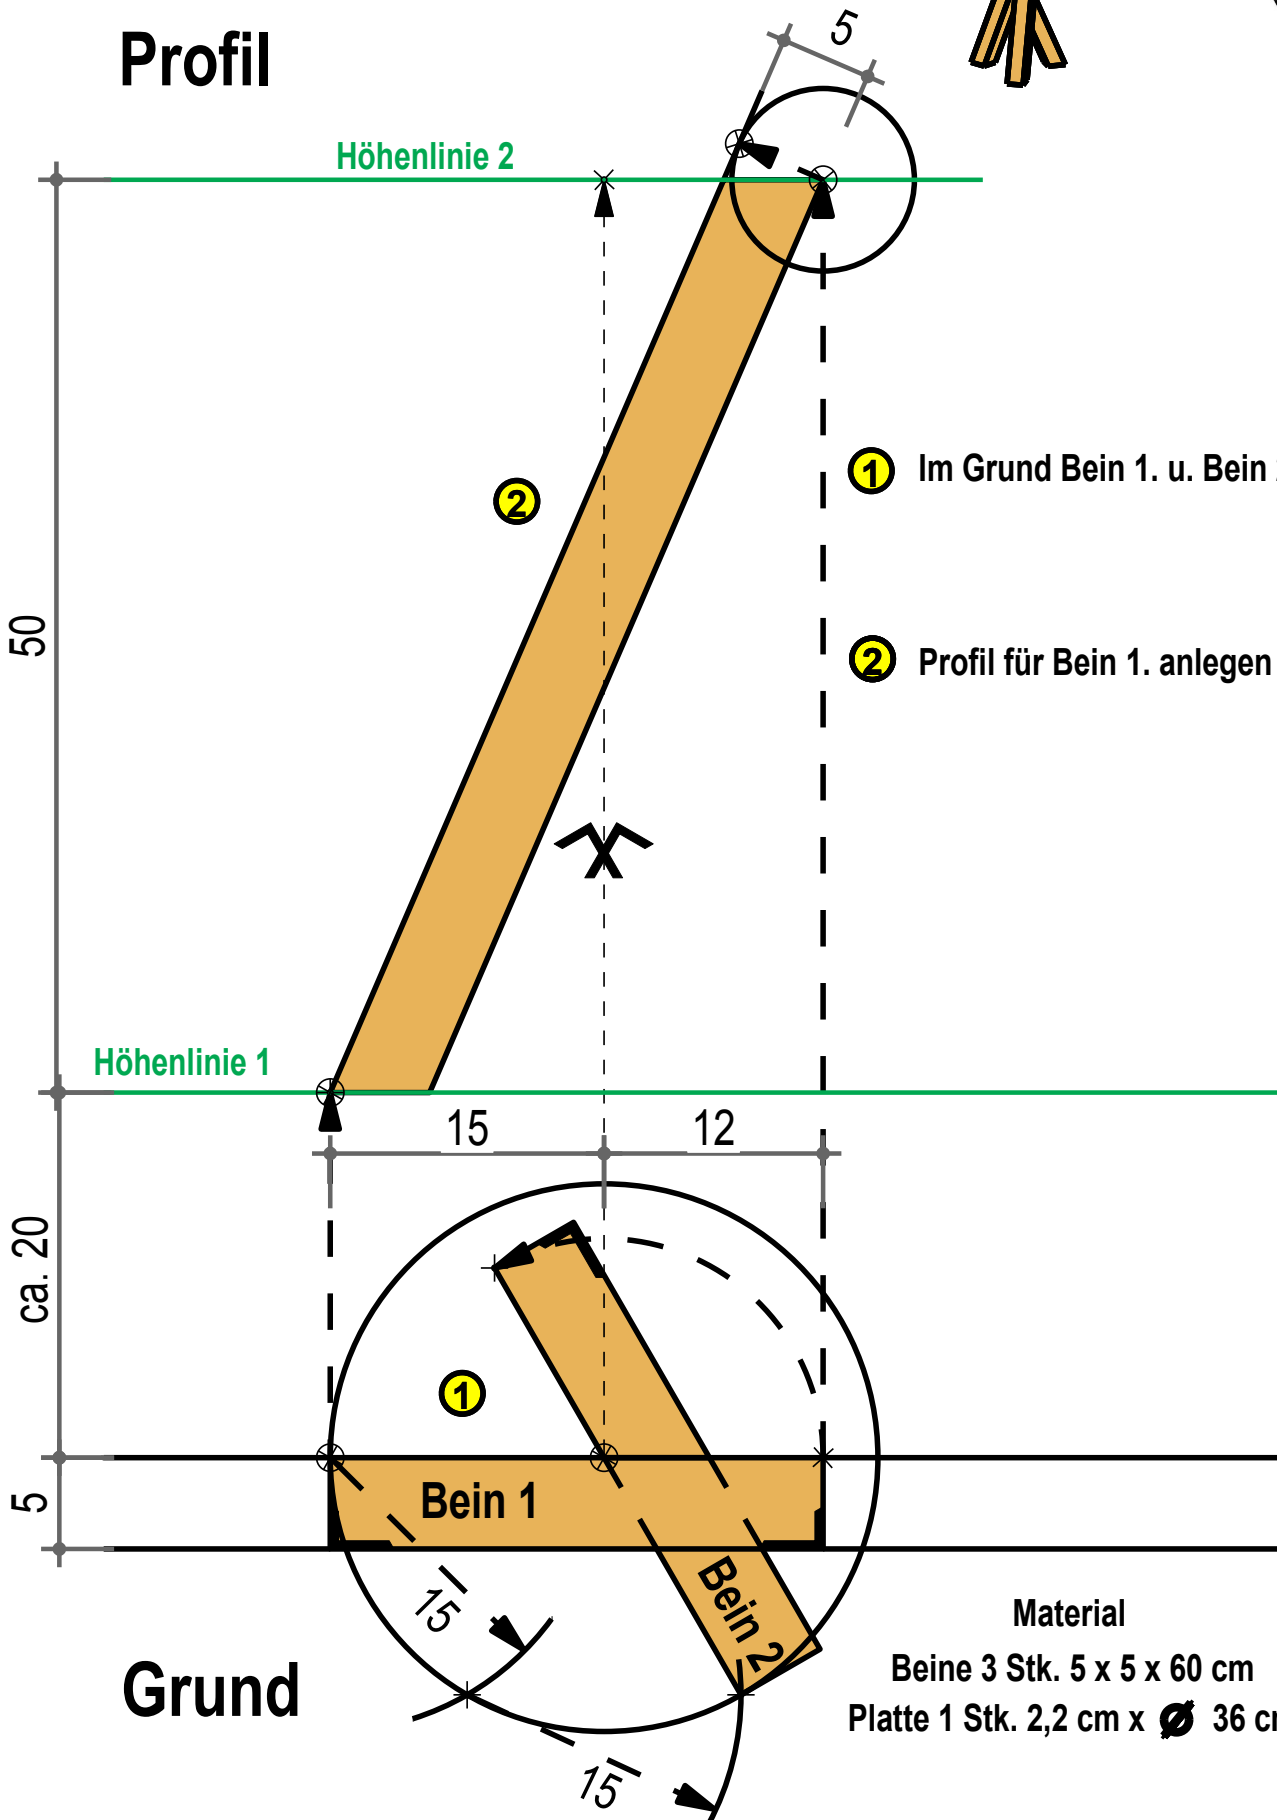 Profil
5
Höhenlinie 2
1 Im Grund Bein 1. u. Bein
2
50
2 Profil für Bein 1. anlegen
Höhenlinie 1
15 12
ca. 20
1
5
Bein 1
15
Bein 2
Material
Grund
Beine 3 Stk. 5 x 5 x 60 cm
Platte 1 Stk. 2,2 cm x Ø 36 c
15